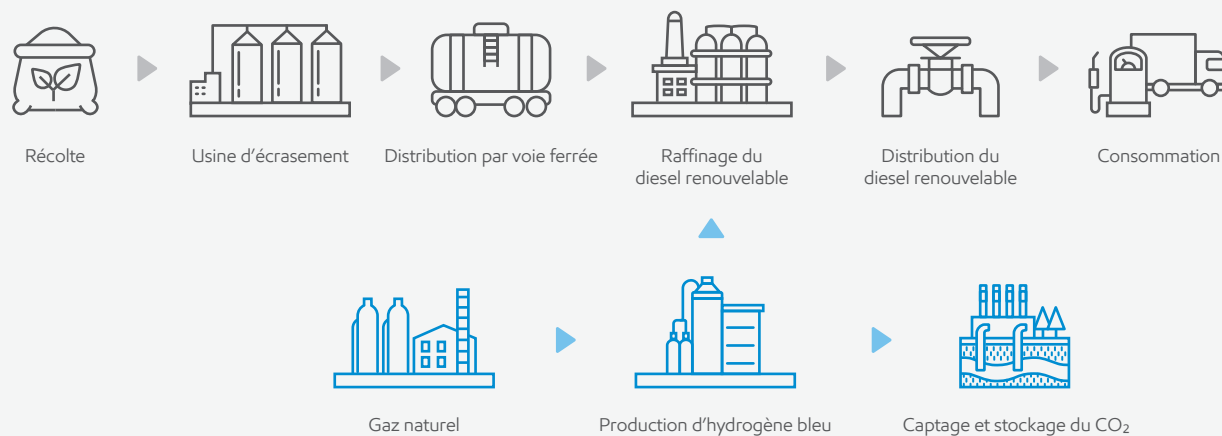 Récolte
Usine d’écrasement
Distribution par voie ferrée
Raffinage du
diesel renouvelable
Distribution du
diesel renouvelable
Consommation
Gaz naturel
Production d’hydrogène bleu
Captage et stockage du CO₂